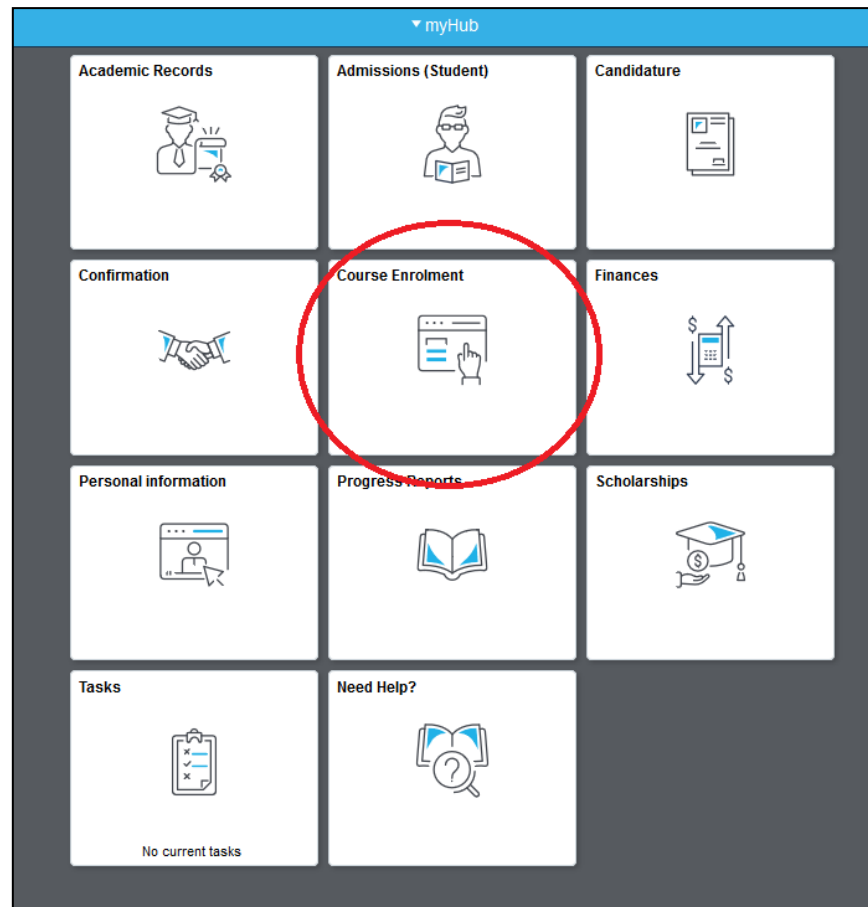 myHub
Academic Records
Admissions (Student)
Candidature
Confirmation
Course Enrolment
Finances
Personal information
Progress Reports
Scholarships
Tasks
No current tasks
Need Help?